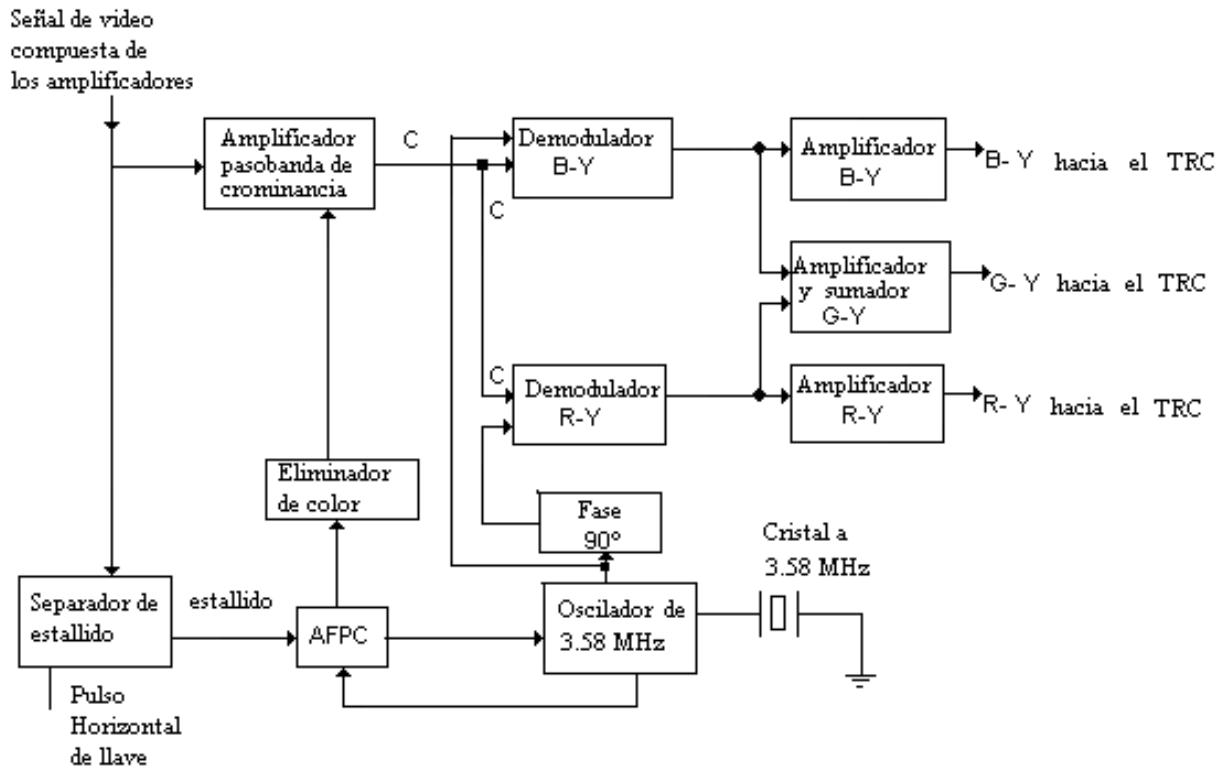 Señal de video
compuesta de
los amplificadores
Amplificador
pasobanda de
crominancia
C
C
C
Demodulador
B-Y
Amplificador
B-Y
B-Y hacia el TRC
Amplificador
y sumador
G-Y
G-Y hacia el TRC
Demodulador
R-Y
Amplificador
R-Y
R-Y hacia el TRC
Eliminador
de color
Fase
90°
Cristal a
3.58 MHz
Separador de
estallido
estallido
AFPC
Oscilador de
3.58 MHz
Pulso
Horizontal
de llave